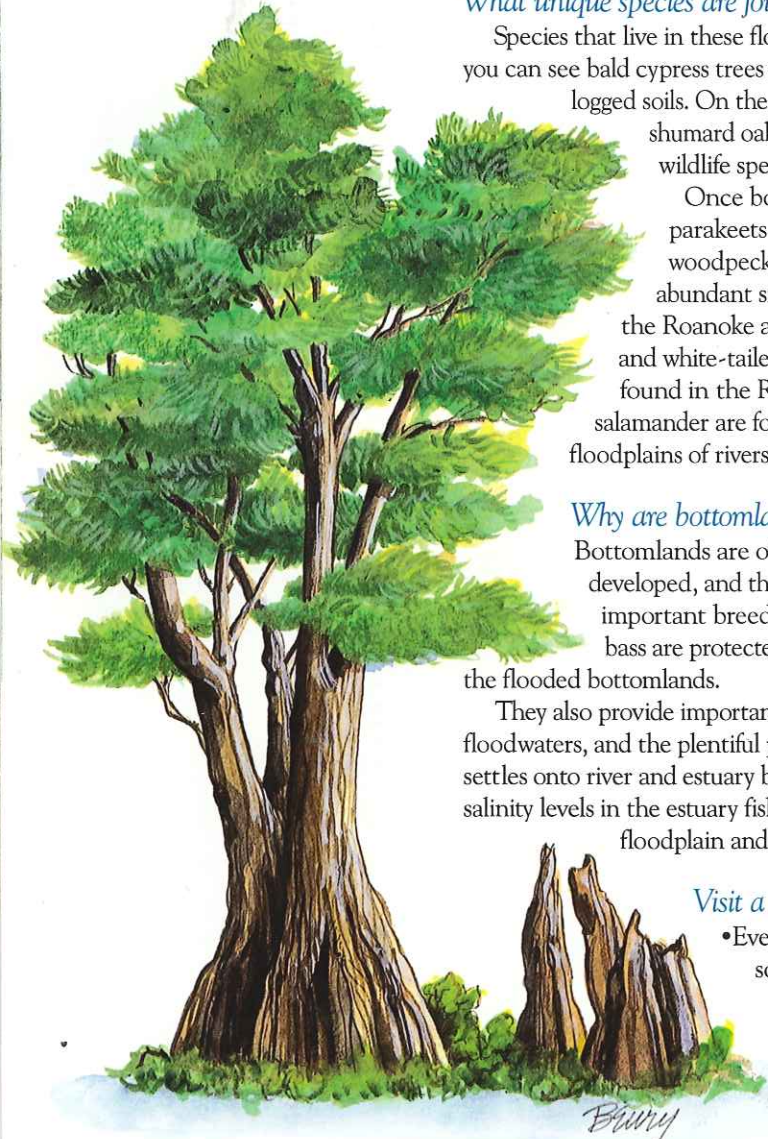 What unique species are fou
Species that live in these flo
you can see bald cypress trees
logged soils. On the
shumard oal
wildlife spe
Once bo
parakeets
woodpeck
abundant s
the Roanoke a
and white-taile
found in the R
salamander are fo
floodplains of rivers
Why are bottomla
Bottomlands are o
developed, and th
important breed
bass are protecte
the flooded bottomlands.
They also provide importan
floodwaters, and the plentiful
settles onto river and estuary b
salinity levels in the estuary fis
floodplain and
Visit a
•Eve
so